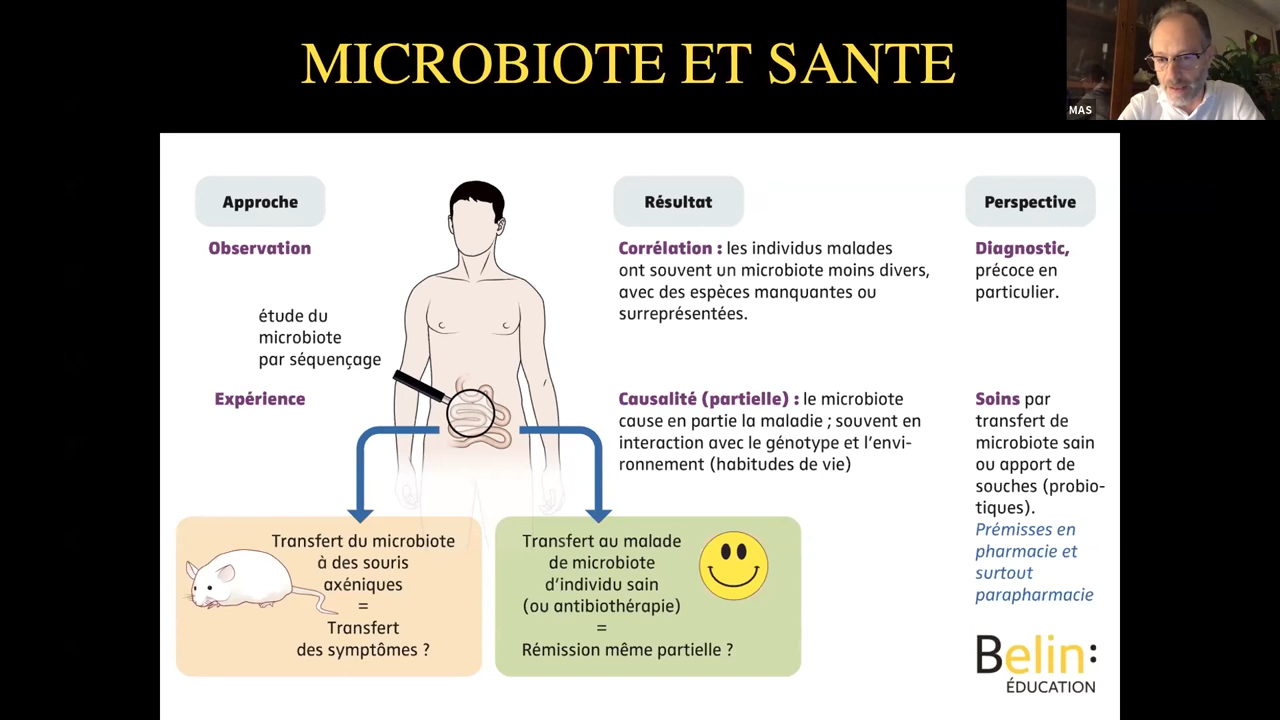 MICROBIOTE ET SANTE
MAS
Approche
Résultat
Perspective
Observation
étude du
microbiote
par séquençage
Corrélation : les individus malades
ont souvent un microbiote moins divers,
avec des espèces manquantes ou
surreprésentées.
Diagnostic,
précoce en
particulier.
Expérience
Causalité (partielle) : le microbiote
cause en partie la maladie ; souvent en
interaction avec le génotype et l'envi-
ronnement (habitudes de vie)
Soins par
transfert de
microbiote sain
ou apport de
souches (probio-
tiques).
Prémisses en
pharmacie et
surtout
parapharmacie
Transfert du microbiote
à des souris
axéniques
=
Transfert
des symptômes ?
Transfert au malade
de microbiote
d'individu sain
(ou antibiothérapie)
=
Rémission même partielle ?
Belin:
ÉDUCATION